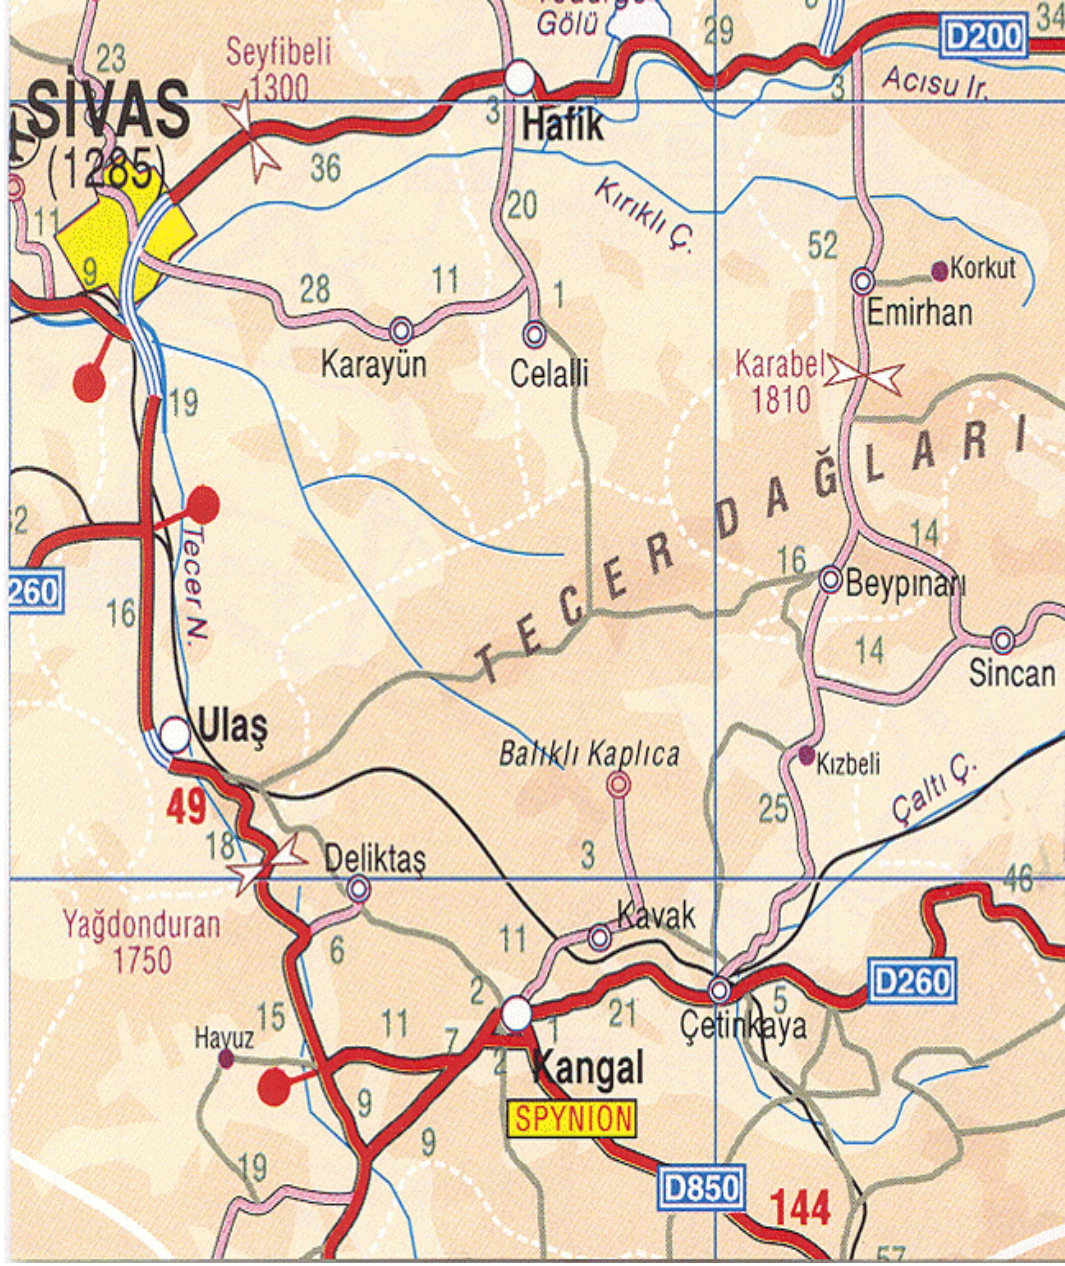 Gölü
29
34
D200
23
Seyfibeli
1300
3
Acısu Ir.
SİVAS
(1285)
3
Hafik
36
11
20
Kırıklı Ç.
52
Korkut
9
28
11
1
Emirhan
Karayün
Celalli
Karabel
1810
19
TECER DAĞLARI
14
Tecer N.
16
Beypınarı
260
16
14
Sincan
Ulaş
Balıklı Kaplıca
Kızbeli
49
25
Çaltı Ç.
18
3
Deliktaş
46
Yağdonduran
1750
Kavak
6
11
D260
2
15
11
21
5
Çetinkaya
Havuz
7
1
2
Kangal
9
SPYNION
9
19
D850
144
57